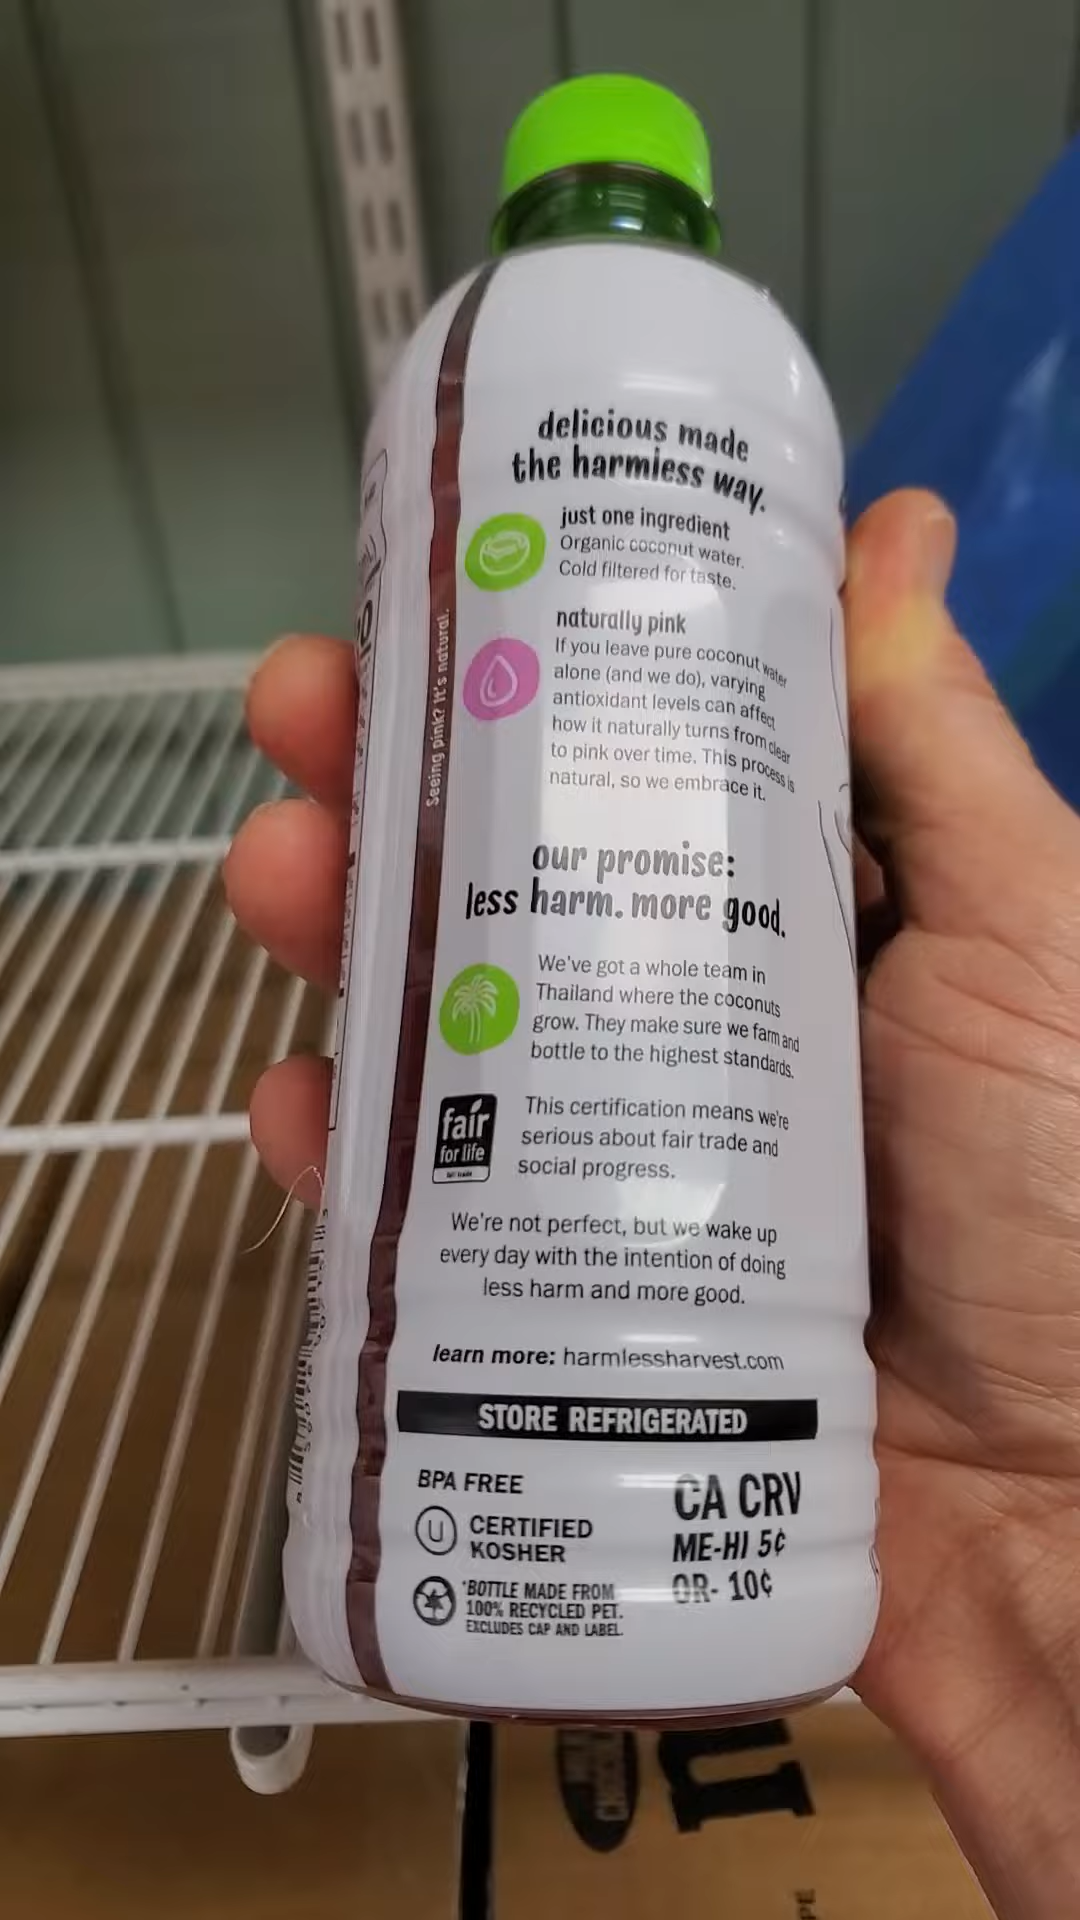 delicious made
the harmless way.
just one ingredient
Organic coconut water.
Cold filtered for taste.
naturally pink
If you leave pure coconut water
alone (and we do), varying
antioxidant levels can affect
how it naturally turns from clear
to pink over time. This process is
natural, so we embrace it.
Seeing pink? It's natural.
our promise:
less harm. more good.
We've got a whole team in
Thailand where the coconuts
grow. They make sure we farm and
bottle to the highest standards.
fair
for life
This certification means we're
serious about fair trade and
social progress.
We're not perfect, but we wake up
every day with the intention of doing
less harm and more good.
learn more: harmlessharvest.com
STORE REFRIGERATED
BPA FREE
U CERTIFIED
KOSHER
*BOTTLE MADE FROM
100% RECYCLED PET.
EXCLUDES CAP AND LABEL.
CA CRV
ME-HI 5¢
OR- 10¢